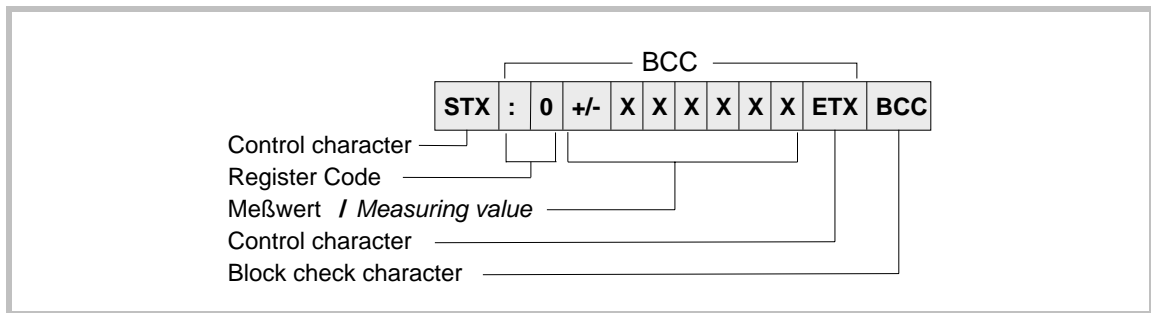 BCC
STX : 0 +/- X X X X X X ETX BCC
Control character
Register Code
Meßwert / Measuring value
Control character
Block check character